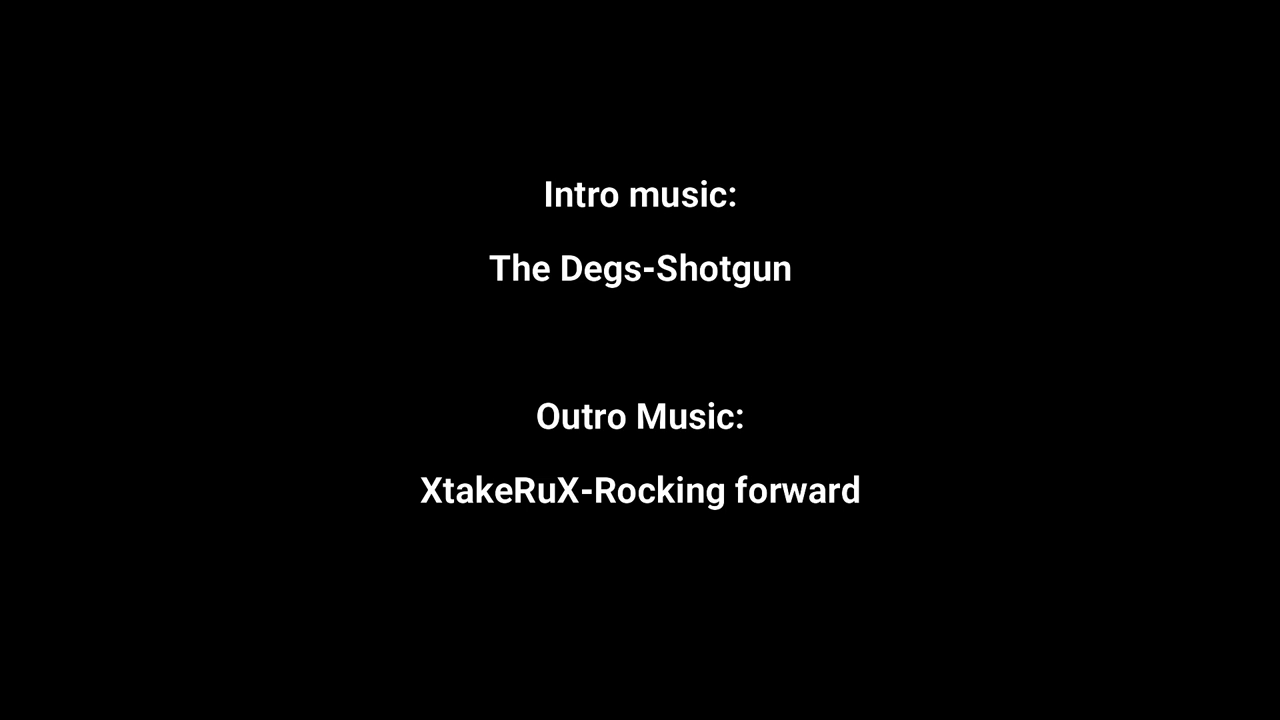 Intro music:
The Degs-Shotgun
Outro Music:
XtakeRuX-Rocking forward